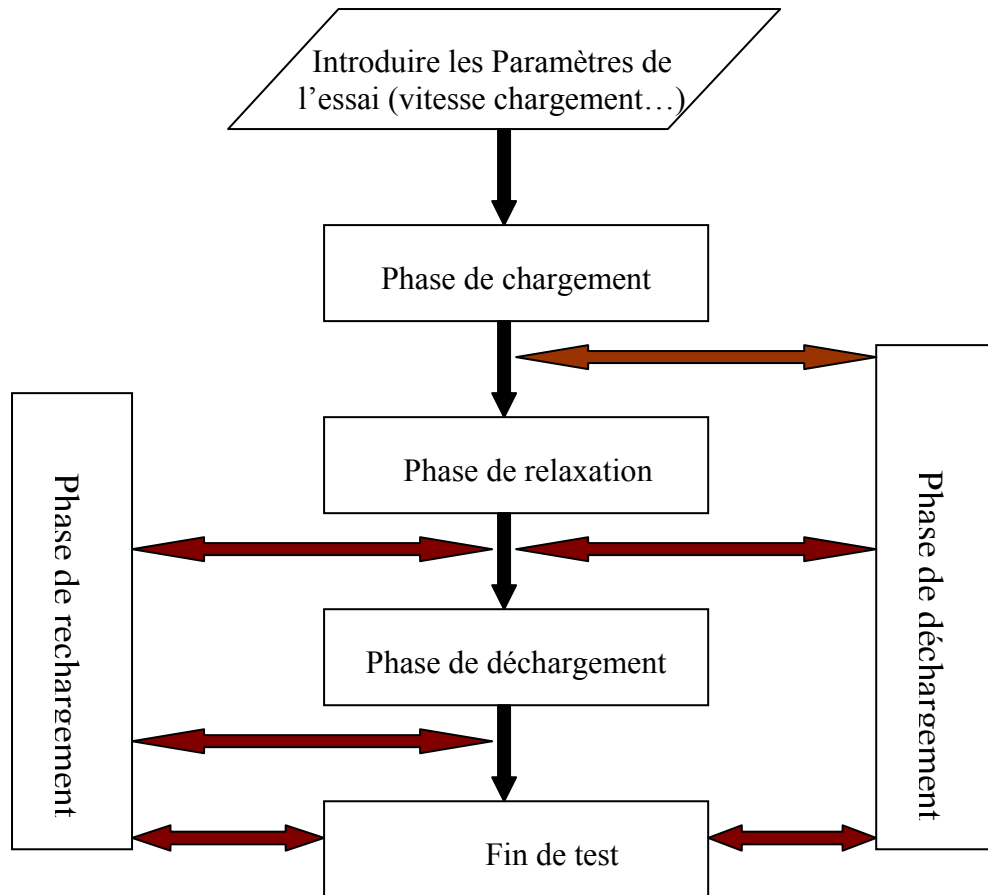 Introduire les Paramètres de
l’essai (vitesse chargement…)
Phase de chargement
Phase de relaxation
Phase de rechargement
Phase de déchargement
Phase de déchargement
Fin de test